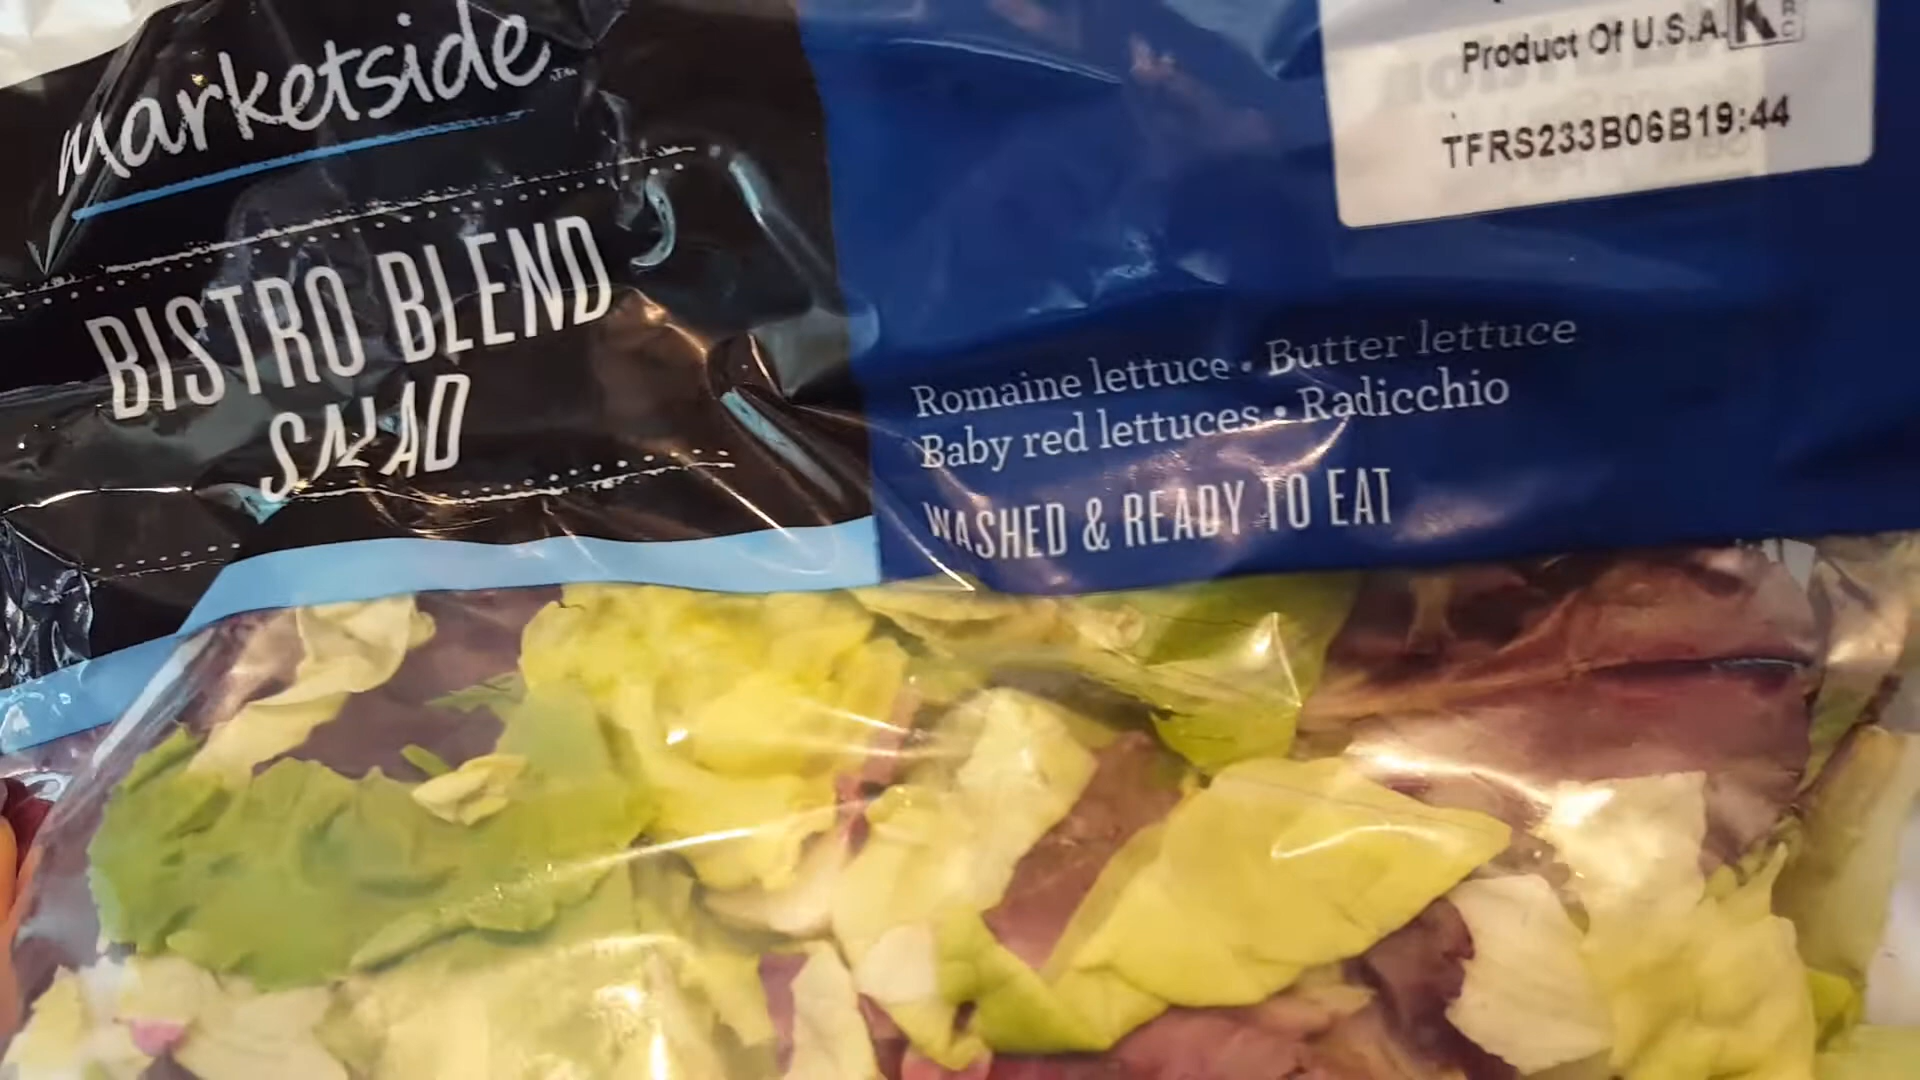 marketside
BISTRO BLEND
SALAD
Product Of U.S.A.
TFRS233B06B19:44
Romaine lettuce • Butter lettuce
Baby red lettuces • Radicchio
WASHED & READY TO EAT